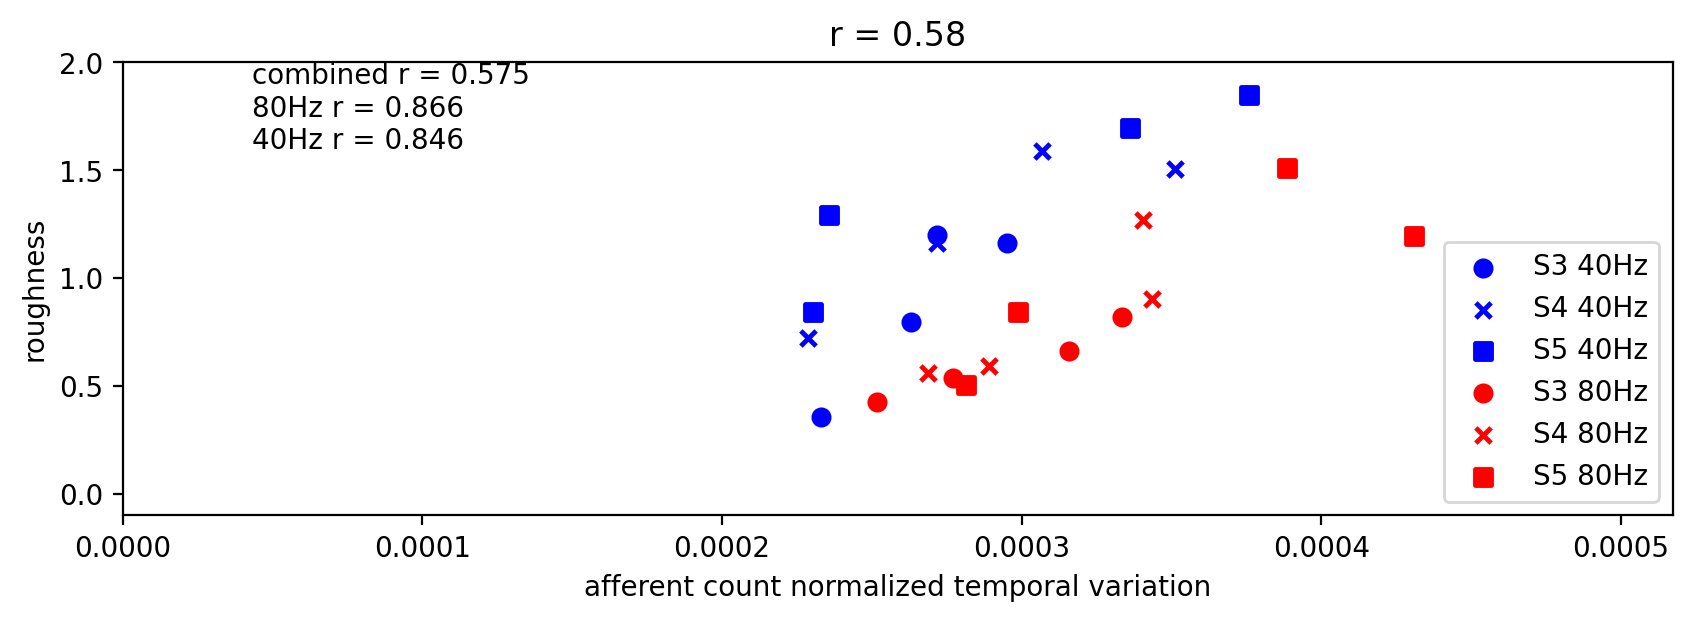 r = 0.58
combined r = 0.575
80Hz r = 0.866
40Hz r = 0.846
roughness
2.0
1.5
1.0
0.5
0.0
S3 40Hz
S4 40Hz
S5 40Hz
S3 80Hz
S4 80Hz
S5 80Hz
0.0000 0.0001 0.0002 0.0003 0.0004 0.0005
afferent count normalized temporal variation